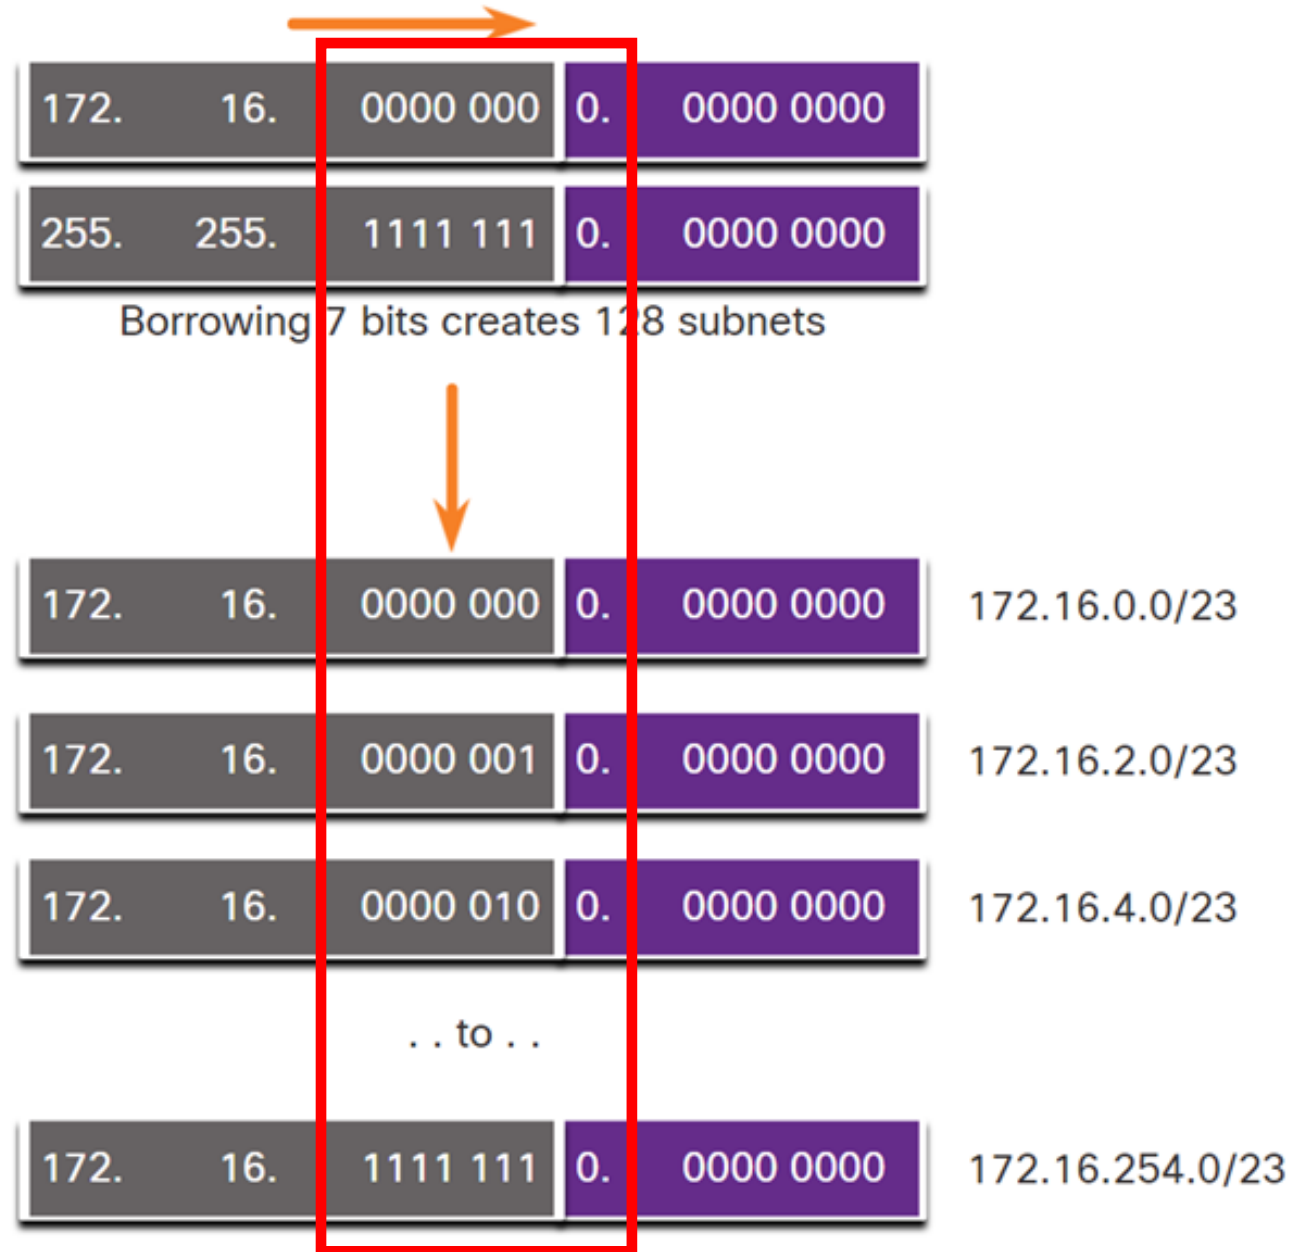 172. 16. 0000 000 0. 0000 0000
255. 255. 1111 111 0. 0000 0000
Borrowing 7 bits creates 128 subnets
172. 16. 0000 000 0. 0000 0000 172.16.0.0/23
172. 16. 0000 001 0. 0000 0000 172.16.2.0/23
172. 16. 0000 010 0. 0000 0000 172.16.4.0/23
. . to . .
172. 16. 1111 111 0. 0000 0000 172.16.254.0/23